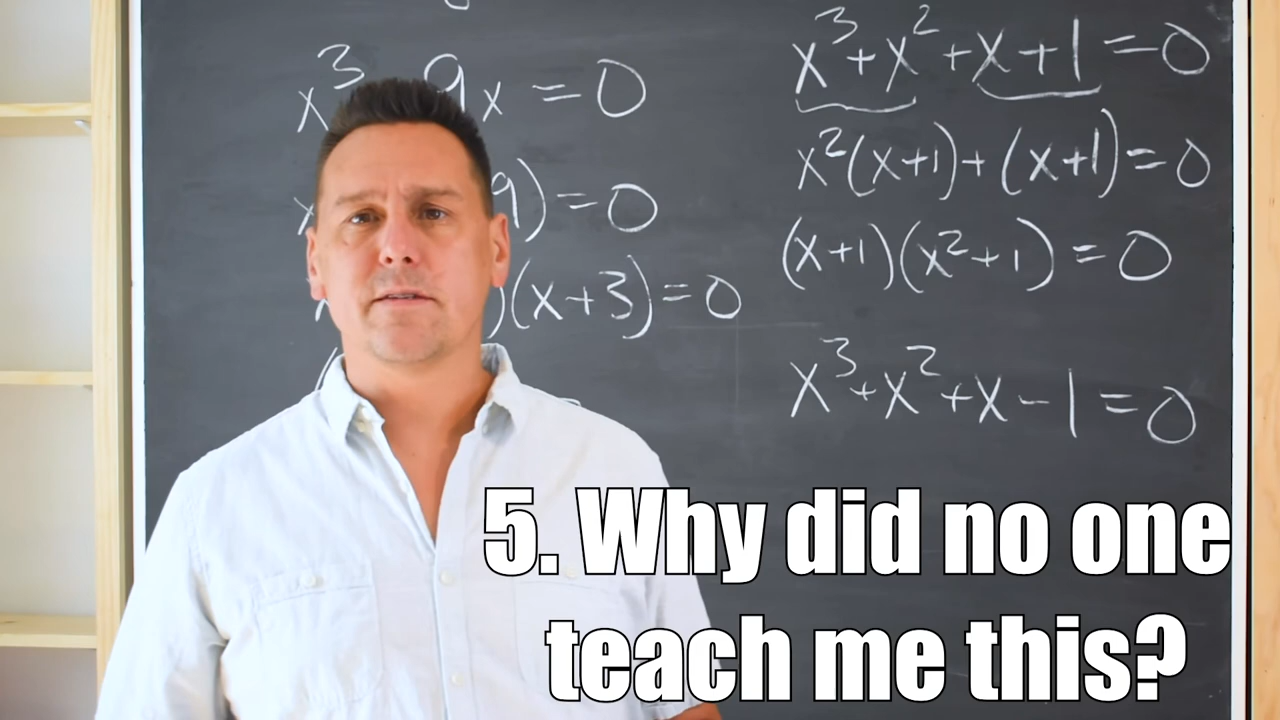 x³ 9x = 0
9) = 0
)(x+3) = 0
x³+x²+x+1 = 0
x²(x+1)+(x+1) = 0
(x+1)(x²+1) = 0
x³+x²+x-1 = 0
5. Why did no one
teach me this?